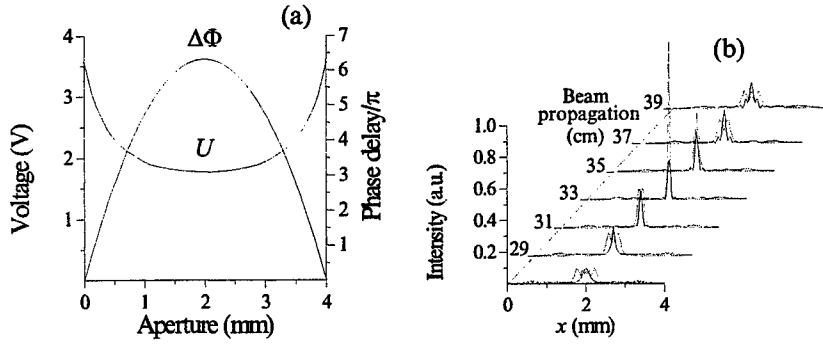 (a)
ΔΦ
U
4
3
2
1
Voltage (V)
7
6
5
4
3
2
1
Phase delay/π
0 1 2 3 4
Aperture (mm)
(b)
Beam
propagation
(cm)
39
37
35
33
31
29
1.0
0.8
0.6
0.4
0.2
Intensity (a.u.)
0 2 4 6 8
x (mm)